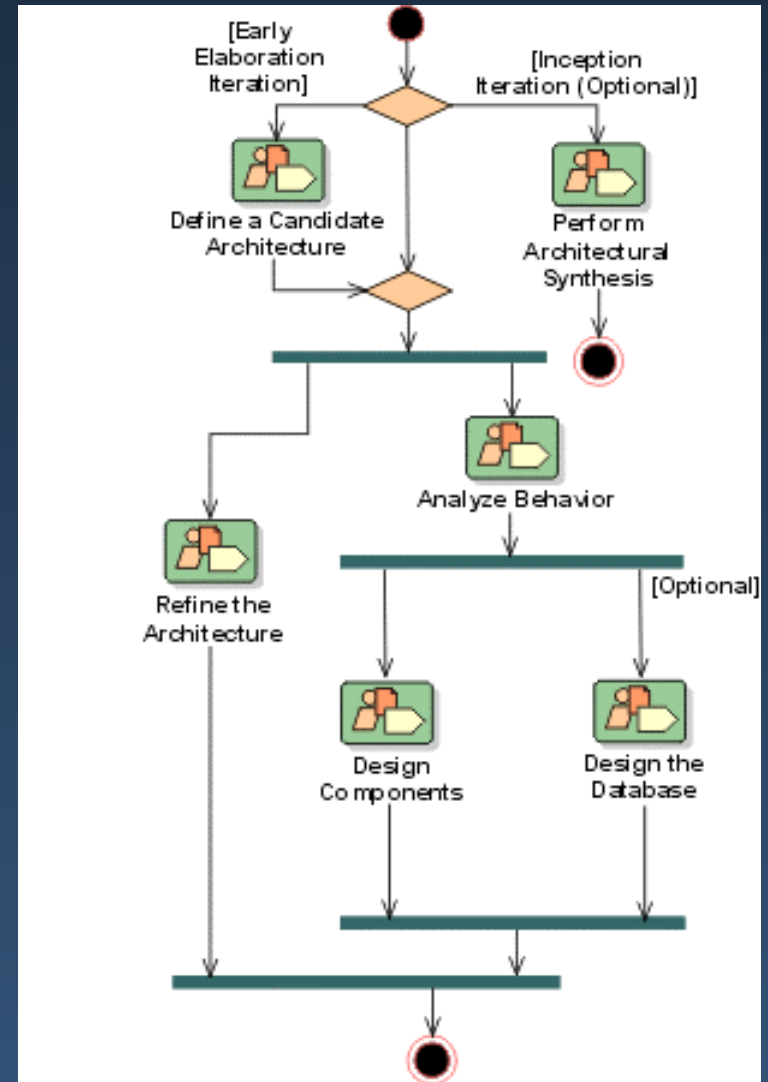 [Early
Elaboration
Iteration]
[Inception
Iteration (Optional)]
Define a Candidate
Architecture
Perform
Architectural
Synthesis
Analyze Behavior
Refine the
Architecture
[Optional]
Design
Components
Design the
Database